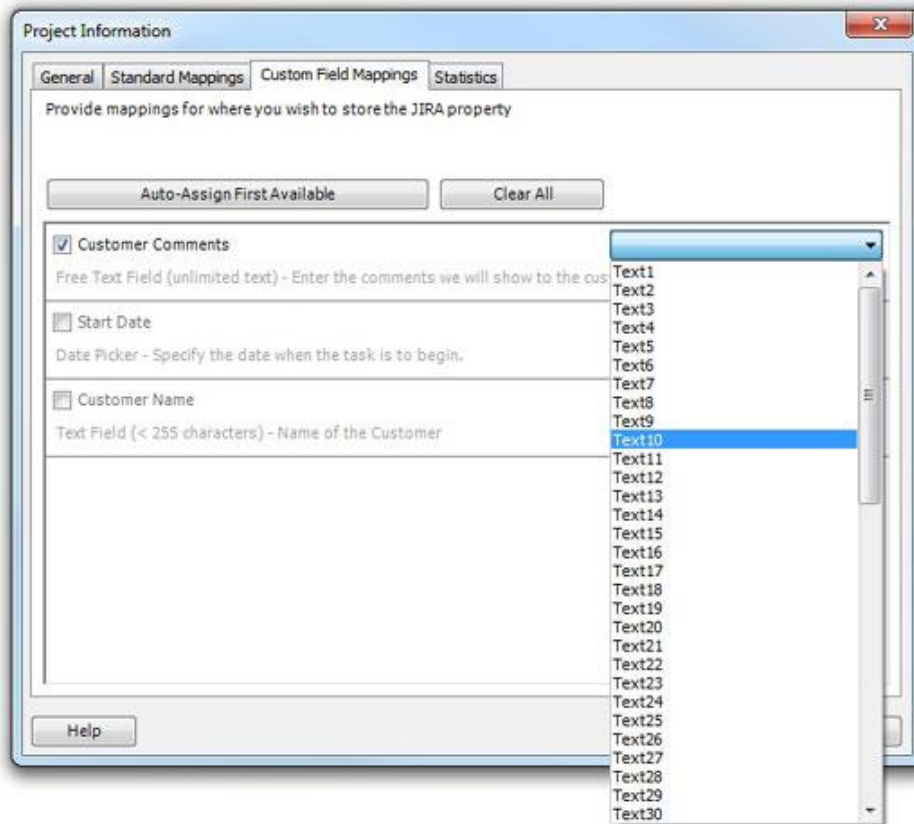 Project Information
General Standard Mappings Custom Field Mappings Statistics
Provide mappings for where you wish to store the JIRA property
Auto-Assign First Available Clear All
Customer Comments
Free Text Field (unlimited text) - Enter the comments we will show to the cus
Start Date
Date Picker - Specify the date when the task is to begin.
Customer Name
Text Field (< 255 characters) - Name of the Customer
Text1
Text2
Text3
Text4
Text5
Text6
Text7
Text8
Text9
Text10
Text11
Text12
Text13
Text14
Text15
Text16
Text17
Text18
Text19
Text20
Text21
Text22
Text23
Text24
Text25
Text26
Text27
Text28
Text29
Text30
Help